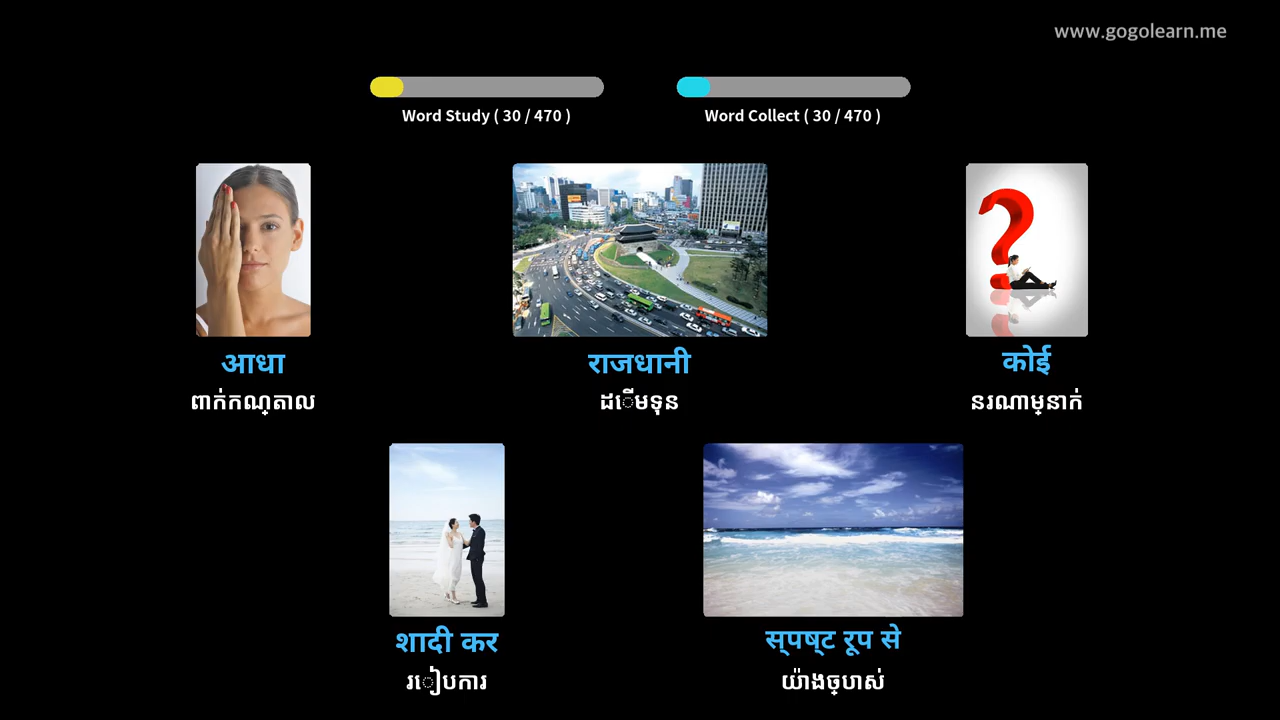 www.gogolearn.me
Word Study ( 30 / 470 )
Word Collect ( 30 / 470 )
आधा
ពាក់កណ្តាល
राजधानी
ដើមទុន
कोई
នរណាម្នាក់
शादी कर
រៀបការ
स्पष्ट रूप से
យ៉ាងច្បាស់